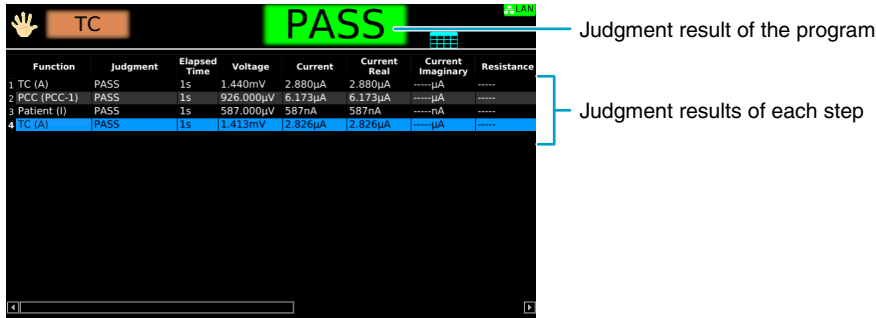 TC PASS LAN
Judgment result of the program
Function Judgment Elapsed Time Voltage Current Current Real Current Imaginary Resistance
1 TC (A) PASS 1s 1.440mV 2.880µA 2.880µA -----µA -----
2 PCC (PCC-1) PASS 1s 926.000µV 6.173µA 6.173µA -----µA -----
3 Patient (I) PASS 1s 587.000µV 587nA 587nA -----nA -----
4 TC (A) PASS 1s 1.413mV 2.826µA 2.826µA -----µA -----
Judgment results of each step